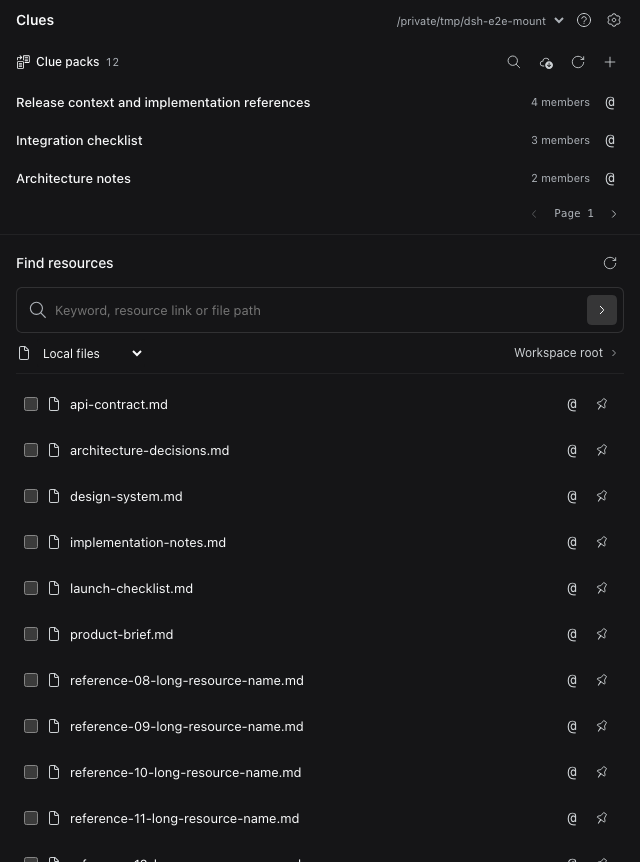 Clues /private/tmp/dsh-e2e-mount
Clue packs 12
Release context and implementation references 4 members @
Integration checklist 3 members @
Architecture notes 2 members @
Page 1
Find resources
Keyword, resource link or file path
Local files Workspace root
api-contract.md @
architecture-decisions.md @
design-system.md @
implementation-notes.md @
launch-checklist.md @
product-brief.md @
reference-08-long-resource-name.md @
reference-09-long-resource-name.md @
reference-10-long-resource-name.md @
reference-11-long-resource-name.md @